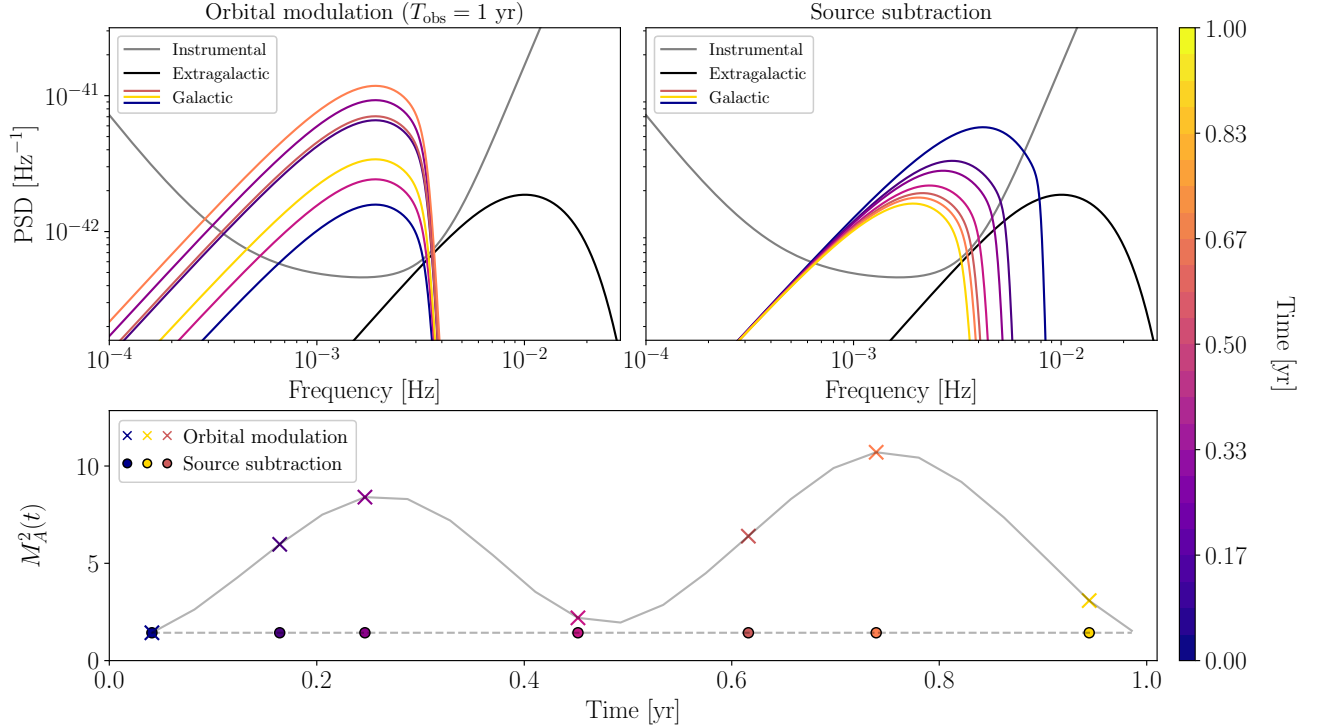 Orbital modulation (T_obs = 1 yr)
Source subtraction
PSD [Hz⁻¹]
10⁻⁴¹
10⁻⁴²
Instrumental
Extragalactic
Galactic
10⁻⁴
10⁻³
10⁻²
Frequency [Hz]
Instrumental
Extragalactic
Galactic
10⁻⁴
10⁻³
10⁻²
Frequency [Hz]
1.00
0.83
0.67
0.50
0.33
0.17
0.00
Time [yr]
M²_A(t)
10
5
0
Orbital modulation
Source subtraction
0.0
0.2
0.4
0.6
0.8
1.0
Time [yr]